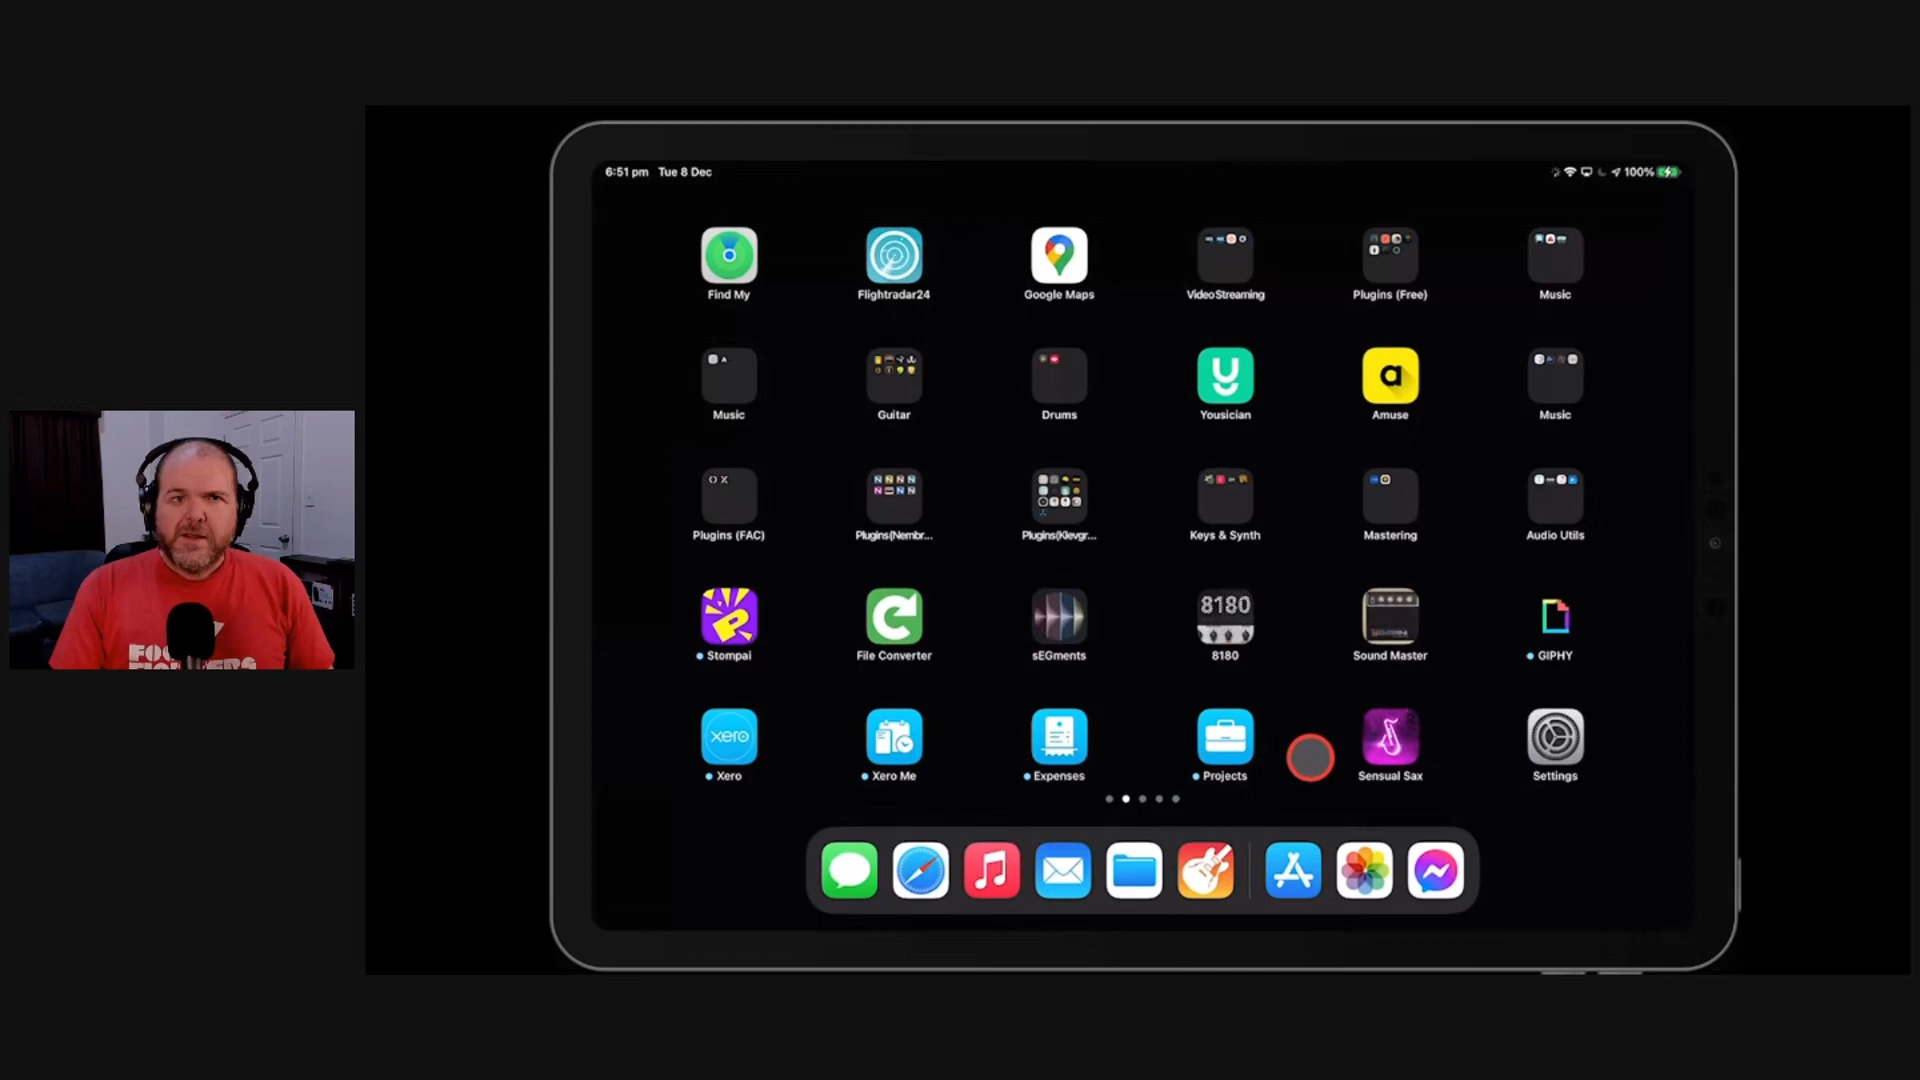 6:51 pm Tue 8 Dec
100%
Find My
Flightradar24
Google Maps
VideoStreaming
Plugins (Free)
Music
Music
Guitar
Drums
Yousician
Amuse
Music
Plugins (FAC)
Plugins(Nembr...
Plugins(Klevgr...
Keys & Synth
Mastering
Audio Utils
8180
Stompai
File Converter
sEGments
8180
Sound Master
GIPHY
xero
Xero
Xero Me
Expenses
Projects
Sensual Sax
Settings